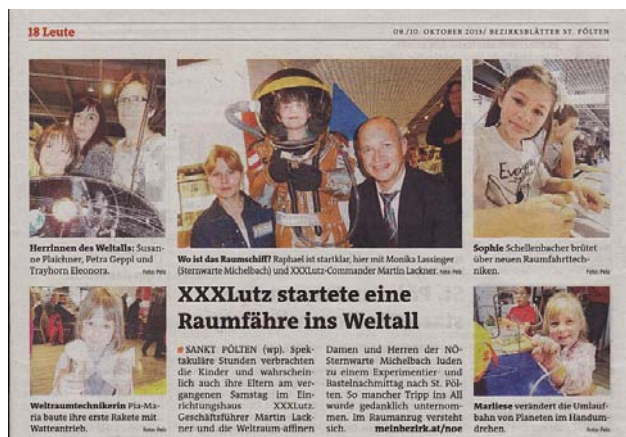 18 Leute
09./10. OKTOBER 2013/ BEZIRKSBLÄTTER ST. PÖLTEN
Herrinnen des Weltalls: Susan-
ne Plaichner, Petra Geppl und
Trayhorn Eleonora. Foto: Pelz
Wo ist das Raumschiff? Raphael ist startklar, hier mit Monika Lassinger
(Sternwarte Michelbach) und XXXLutz-Commander Martin Lackner. Foto: Pelz
Sophie Schellenbacher brütet
über neuen Raumfahrttech-
niken. Foto: Pelz
XXXLutz startete eine
Raumfähre ins Weltall
Weltraumtechnikerin Pia-Ma-
ria baute ihre erste Rakete mit
Watteantrieb. Foto: Pelz
SANKT PÖLTEN (wp). Spek-
takuläre Stunden verbrachten
die Kinder und wahrschein-
lich auch ihre Eltern am ver-
gangenen Samstag im Ein-
richtungshaus XXXLutz.
Geschäftsführer Martin Lack-
ner und die Weltraum-affinen
Damen und Herren der NÖ-
Sternwarte Michelbach luden
zu einem Experimentier- und
Bastelnachmittag nach St. Pöl-
ten. So mancher Tripp ins All
wurde gedanklich unternom-
men. Im Raumanzug versteht
sich. meinbezirk.at/noe
Marliese verändert die Umlauf-
bahn von Planeten im Handum-
drehen. Foto: Pelz